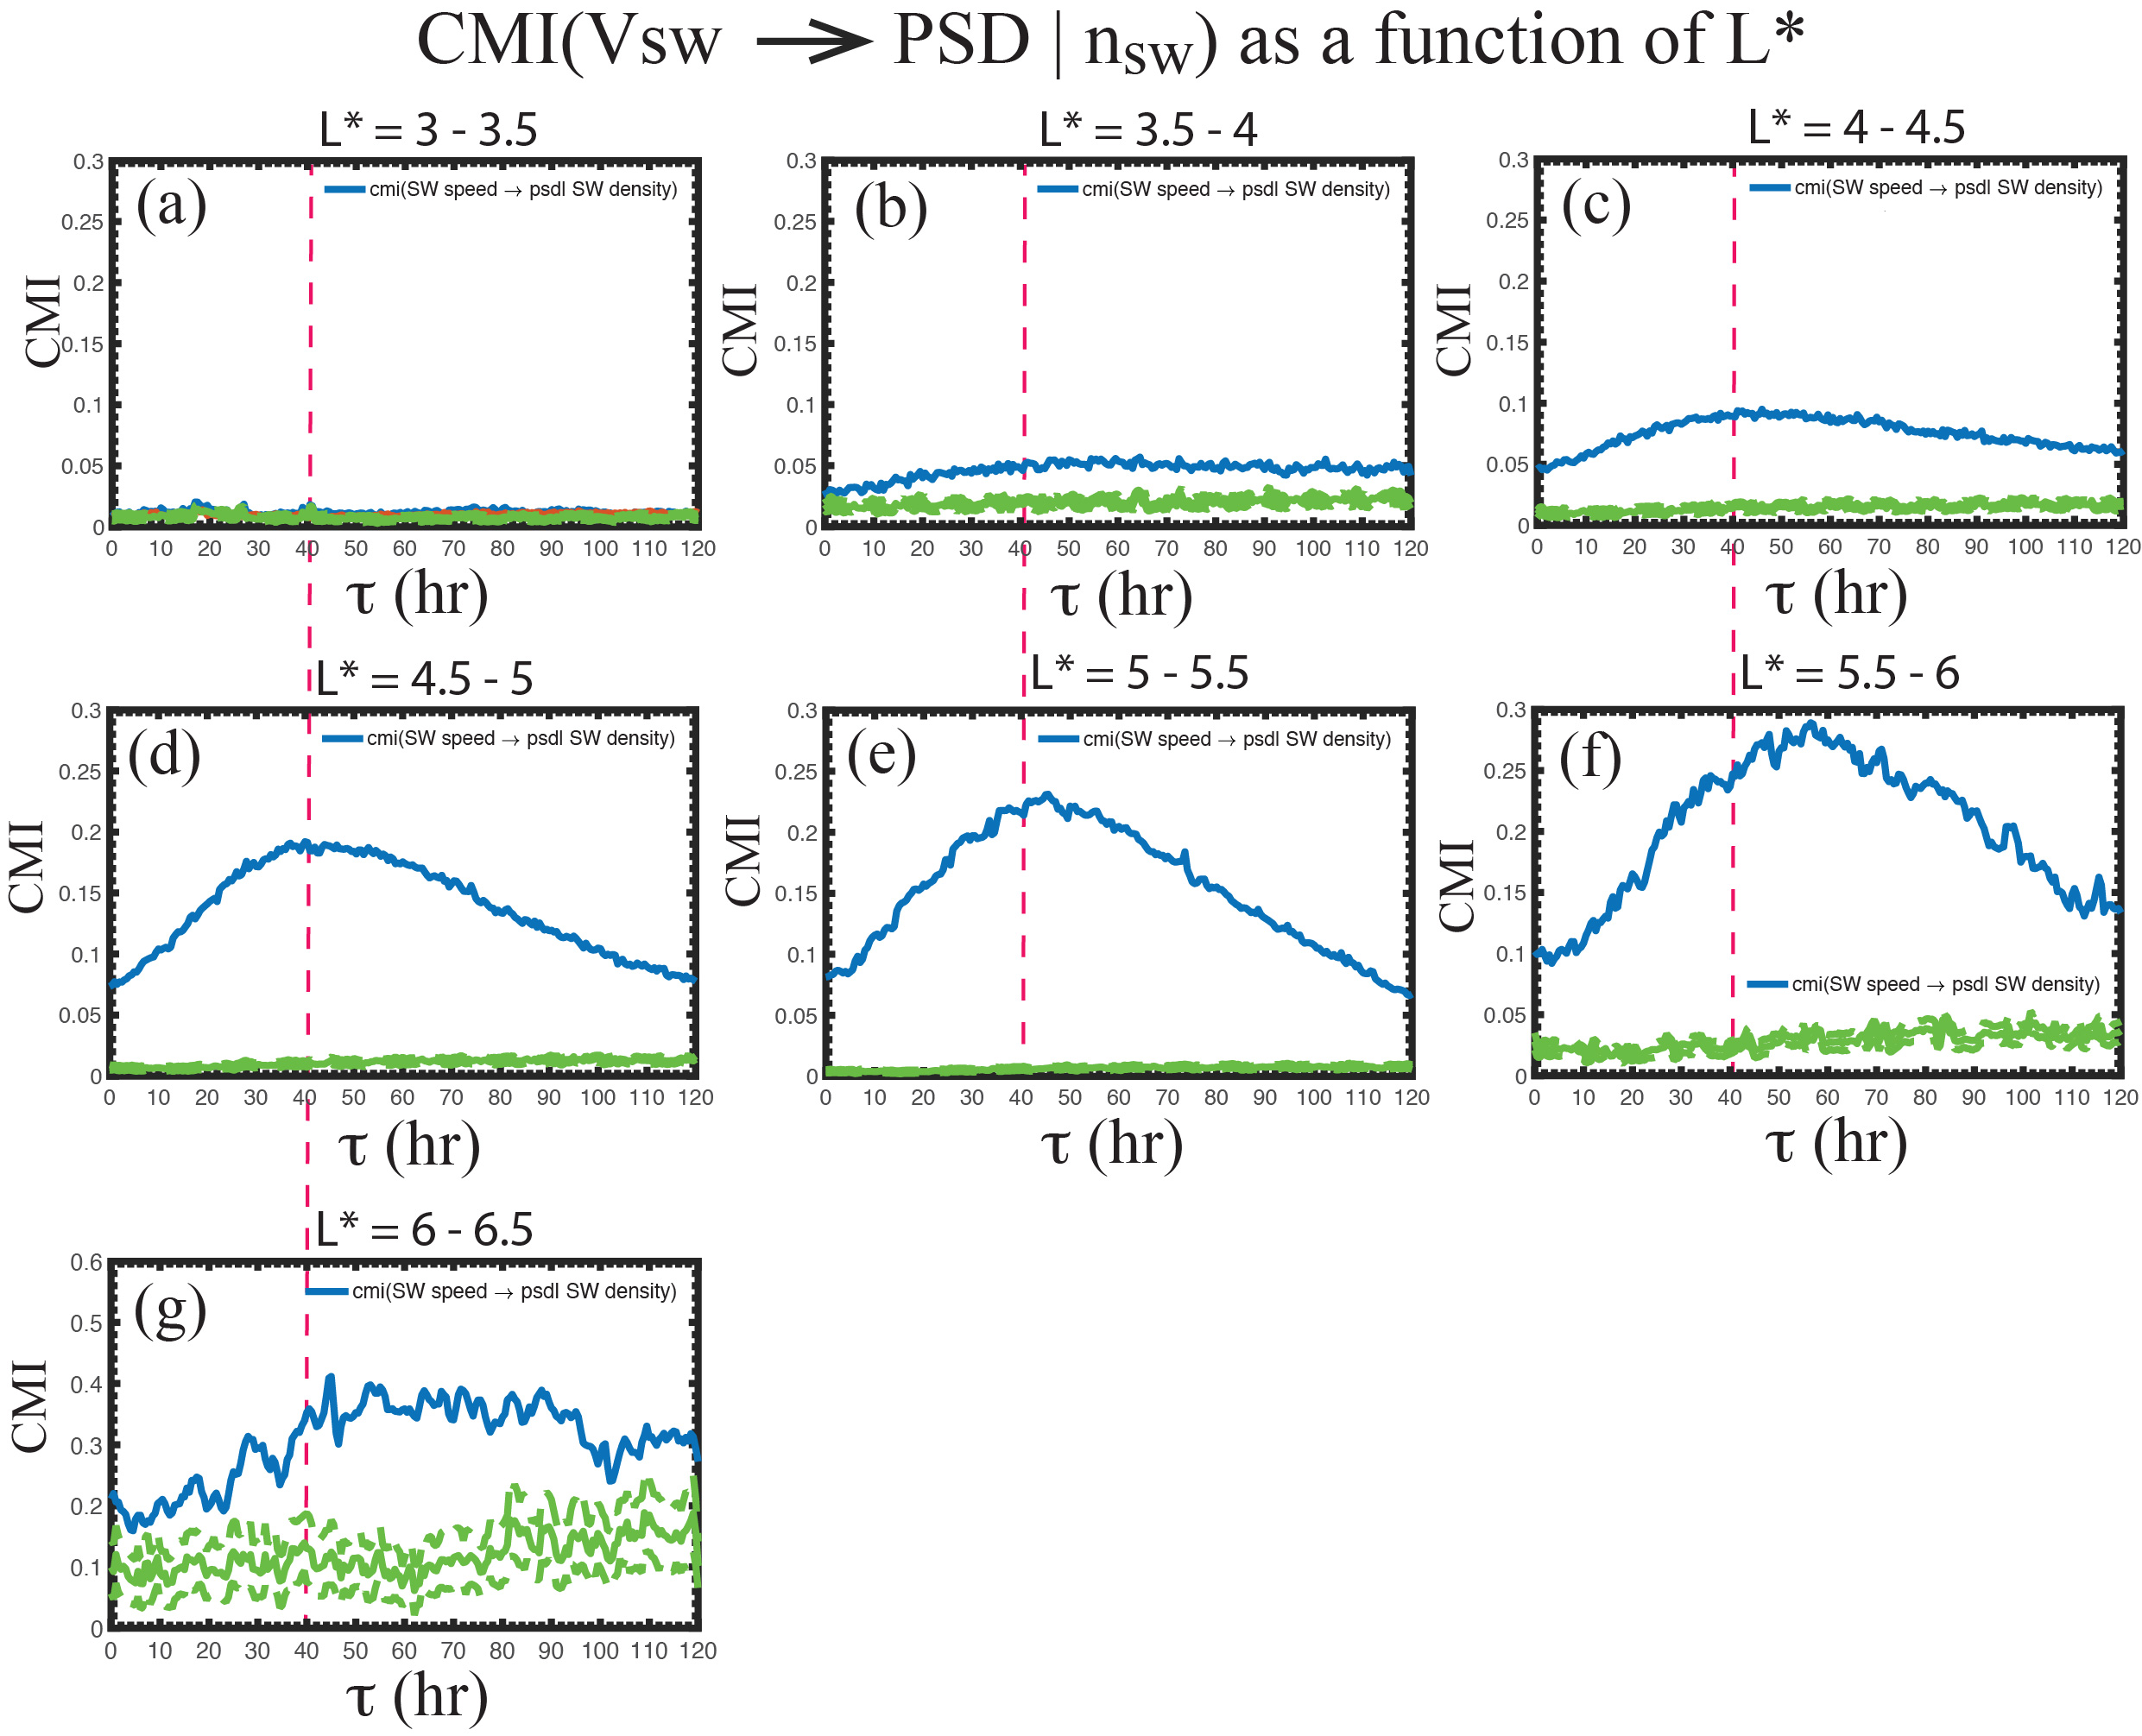 CMI(Vsw → PSD | nsw) as a function of L*
L* = 3 - 3.5
L* = 3.5 - 4
L* = 4 - 4.5
(a)
cmi(SW speed → psdl SW density)
CMI
0.3
0.25
0.2
0.15
0.1
0.05
0
0 10 20 30 40 50 60 70 80 90 100 110 120
τ (hr)
(b)
cmi(SW speed → psdl SW density)
CMI
0.3
0.25
0.2
0.15
0.1
0.05
0
0 10 20 30 40 50 60 70 80 90 100 110 120
τ (hr)
(c)
cmi(SW speed → psdl SW density)
CMI
0.3
0.25
0.2
0.15
0.1
0.05
0
0 10 20 30 40 50 60 70 80 90 100 110 120
τ (hr)
L* = 4.5 - 5
L* = 5 - 5.5
L* = 5.5 - 6
(d)
cmi(SW speed → psdl SW density)
CMI
0.3
0.25
0.2
0.15
0.1
0.05
0
0 10 20 30 40 50 60 70 80 90 100 110 120
τ (hr)
(e)
cmi(SW speed → psdl SW density)
CMI
0.3
0.25
0.2
0.15
0.1
0.05
0
0 10 20 30 40 50 60 70 80 90 100 110 120
τ (hr)
(f)
cmi(SW speed → psdl SW density)
CMI
0.3
0.25
0.2
0.15
0.1
0.05
0
0 10 20 30 40 50 60 70 80 90 100 110 120
τ (hr)
L* = 6 - 6.5
(g)
cmi(SW speed → psdl SW density)
CMI
0.6
0.5
0.4
0.3
0.2
0.1
0
0 10 20 30 40 50 60 70 80 90 100 110 120
τ (hr)